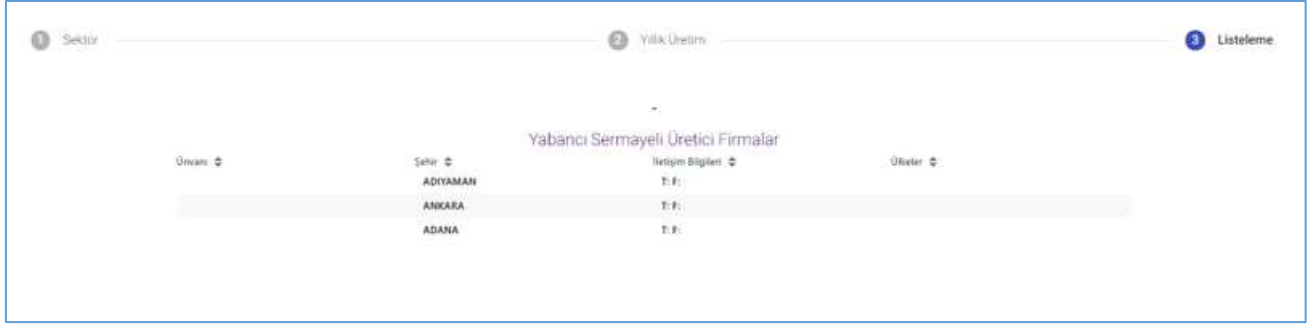 1 Sektör 2 Yıllık Üretim 3 Listeleme
-
Yabancı Sermayeli Üretici Firmalar
Ünvanı Şehir İletişim Bilgileri Ülkeler
ADIYAMAN T: F:
ANKARA T: F:
ADANA T: F: